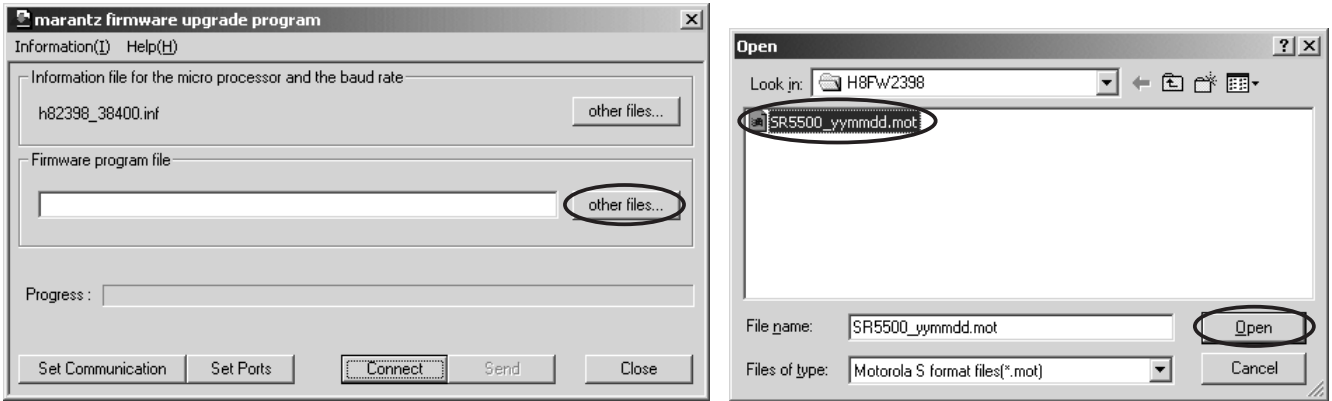 marantz firmware upgrade program
Information(I) Help(H)
Information file for the micro processor and the baud rate
h82398_38400.inf
other files...
Firmware program file
other files...
Progress :
Set Communication
Set Ports
Connect
Send
Close
Open
Look in:
H8FW2398
SR5500_yymmdd.mot
File name:
SR5500_yymmdd.mot
Open
Files of type:
Motorola S format files(*.mot)
Cancel